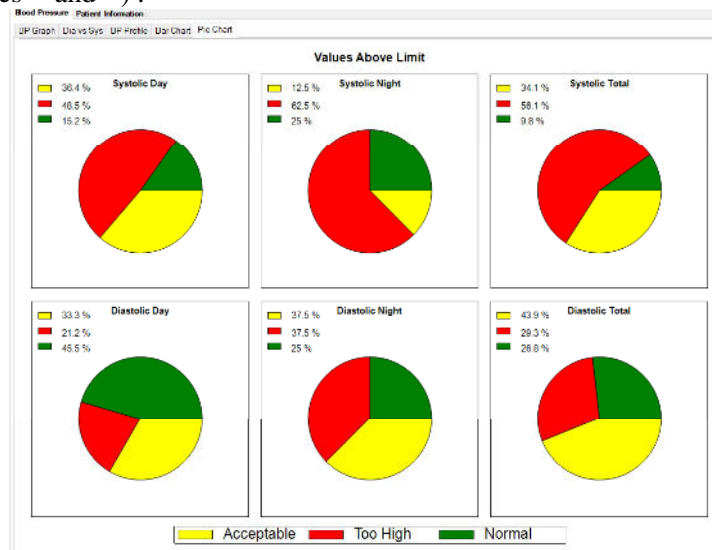 es and ).
Blood Pressure Patient Information
BP Graph Dia vs Sys BP Profile Bar Chart Pie Chart
Values Above Limit
Systolic Day
36.4 %
48.5 %
15.2 %
Systolic Night
12.5 %
62.5 %
25 %
Systolic Total
34.1 %
56.1 %
9.8 %
Diastolic Day
33.3 %
21.2 %
45.5 %
Diastolic Night
37.5 %
37.5 %
25 %
Diastolic Total
43.9 %
29.3 %
26.8 %
Acceptable Too High Normal